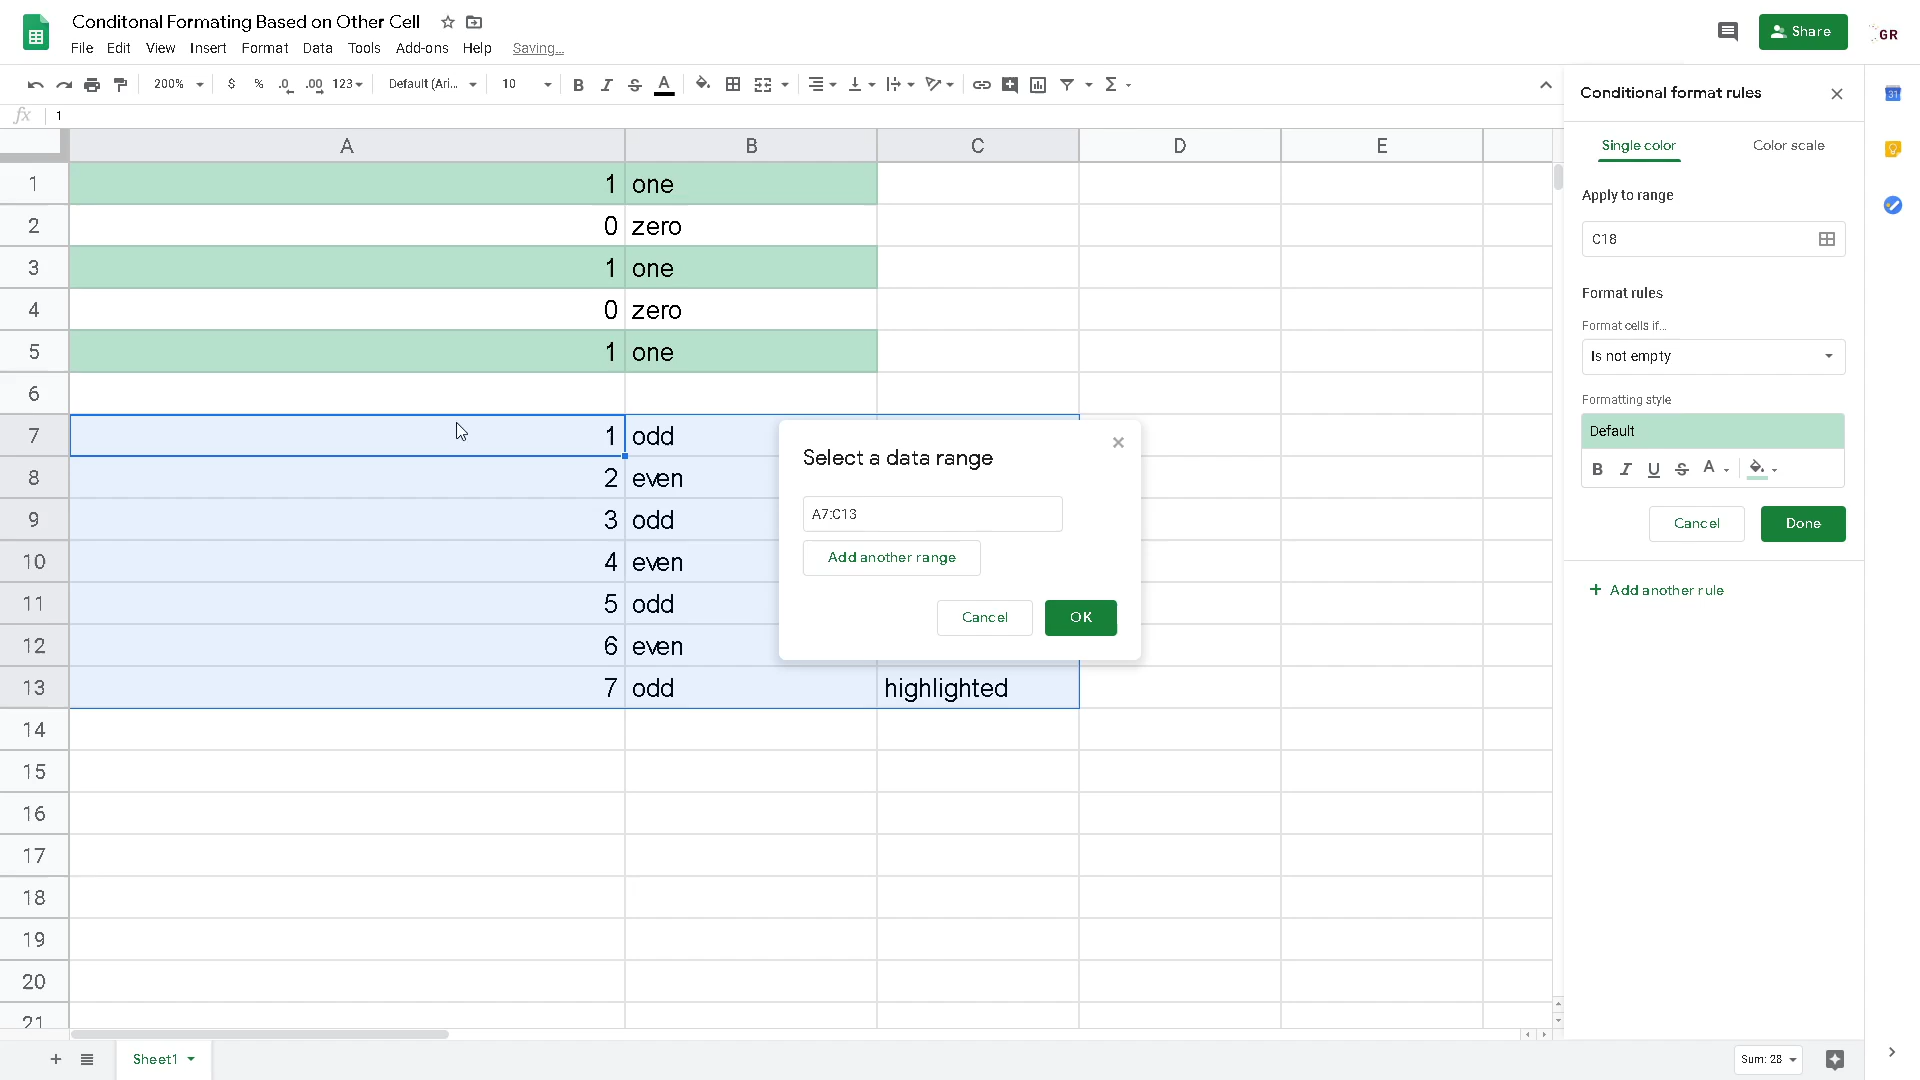 Conditonal Formating Based on Other Cell
File Edit View Insert Format Data Tools Add-ons Help Saving...
Share
GR
200% $ % .0 .00 123 Default (Ari... 10 B I S A Σ
fx 1
A B C D E
1 1 one
2 0 zero
3 1 one
4 0 zero
5 1 one
6
7 1 odd
8 2 even
9 3 odd
10 4 even
11 5 odd
12 6 even
13 7 odd highlighted
14
15
16
17
18
19
20
21
Select a data range
A7:C13
Add another range
Cancel OK
Conditional format rules
Single color Color scale
Apply to range
C18
Format rules
Format cells if...
Is not empty
Formatting style
Default
B I U S A
Cancel Done
+ Add another rule
31
+ Sheet1
Sum: 28